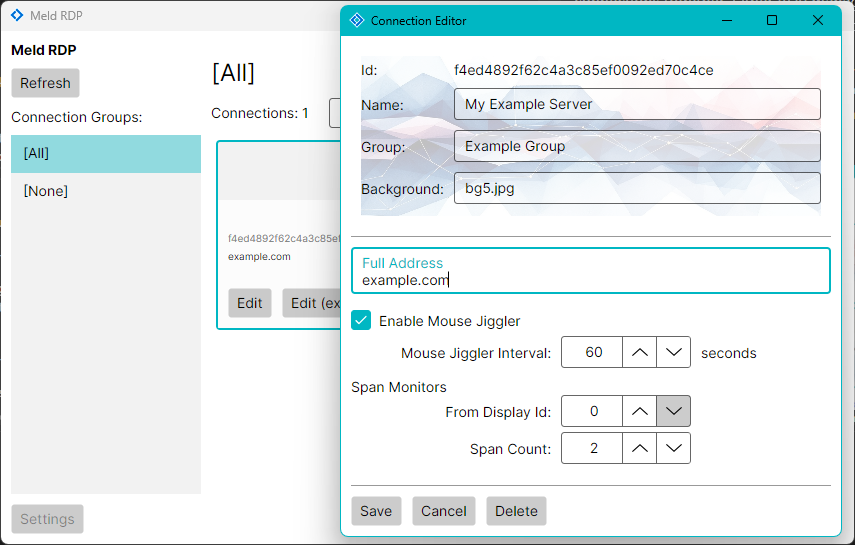 Meld RDP
Meld RDP
Refresh
Connection Groups:
[All]
[None]
Settings
[All]
Connections: 1
f4ed4892f62c4a3c85ef
example.com
Edit
Edit (ex
Connection Editor
Id: f4ed4892f62c4a3c85ef0092ed70c4ce
Name: My Example Server
Group: Example Group
Background: bg5.jpg
Full Address
example.com
Enable Mouse Jiggler
Mouse Jiggler Interval: 60 seconds
Span Monitors
From Display Id: 0
Span Count: 2
Save Cancel Delete